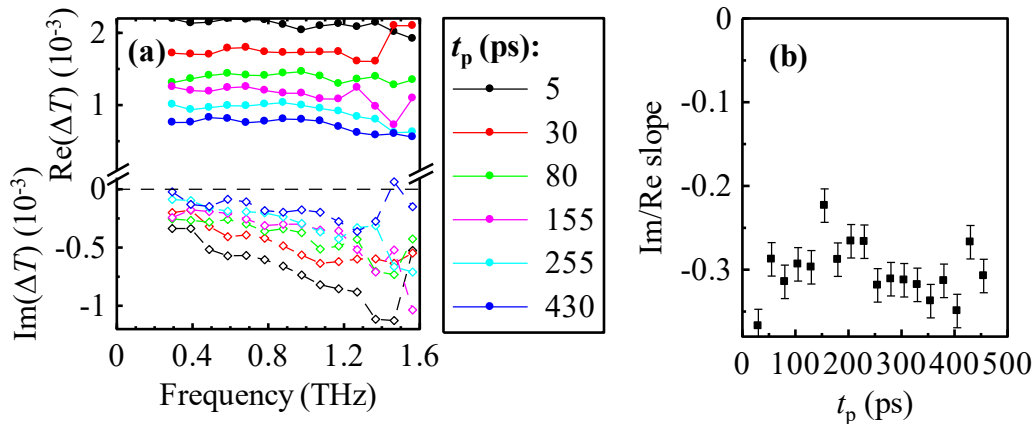 (a)
Re(ΔT) (10⁻³)
2
1
Im(ΔT) (10⁻³)
0
-0.5
-1
0 0.4 0.8 1.2 1.6
Frequency (THz)
tₚ (ps):
5
30
80
155
255
430
(b)
Im/Re slope
0
-0.1
-0.2
-0.3
0 100 200 300 400 500
tₚ (ps)